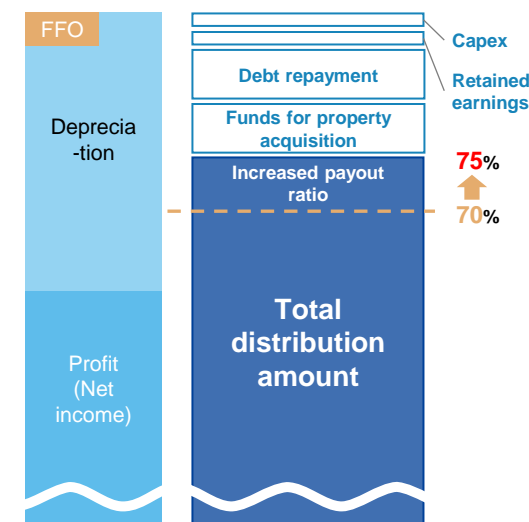 FFO
Deprecia
-tion
Profit
(Net
income)
Capex
Retained
earnings
Debt repayment
Funds for property
acquisition
Increased payout
ratio
75%
70%
Total
distribution
amount